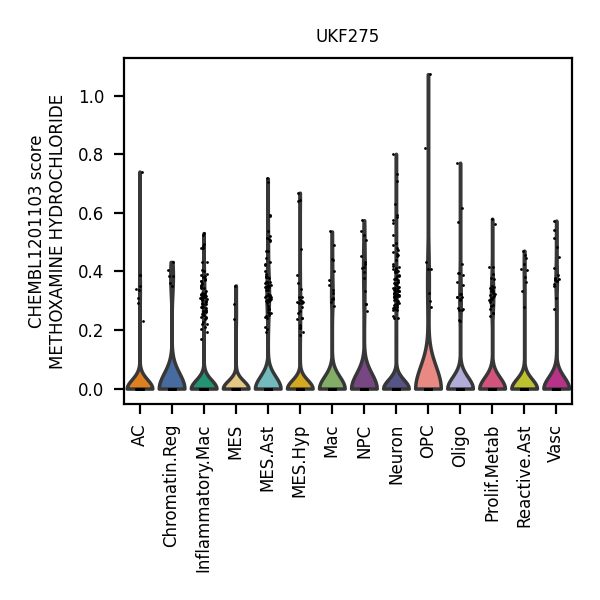 UKF275
CHEMBL1201103 score
METHOXAMINE HYDROCHLORIDE
1.0
0.8
0.6
0.4
0.2
0.0
AC
Chromatin.Reg
Inflammatory.Mac
MES
MES.Ast
MES.Hyp
Mac
NPC
Neuron
OPC
Oligo
Prolif.Metab
Reactive.Ast
Vasc